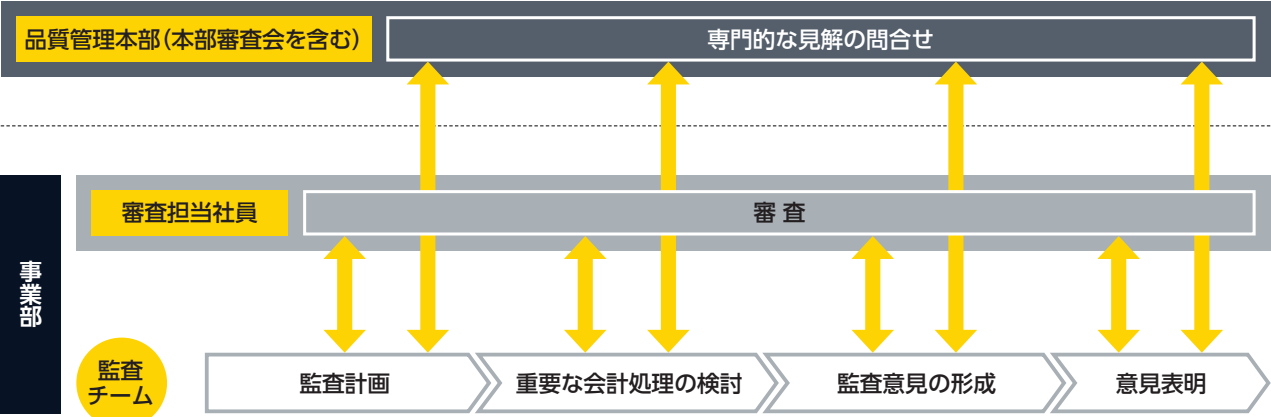 品質管理本部（本部審査会を含む）
専門的な見解の問合せ
審査担当社員
審 査
事業部
監査
チーム
監査計画
重要な会計処理の検討
監査意見の形成
意見表明